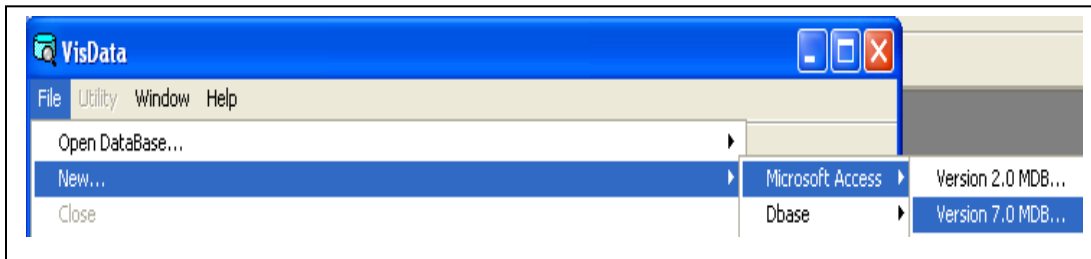 VisData
File Utility Window Help
Open DataBase...
New... Microsoft Access Version 2.0 MDB...
Close Dbase Version 7.0 MDB...